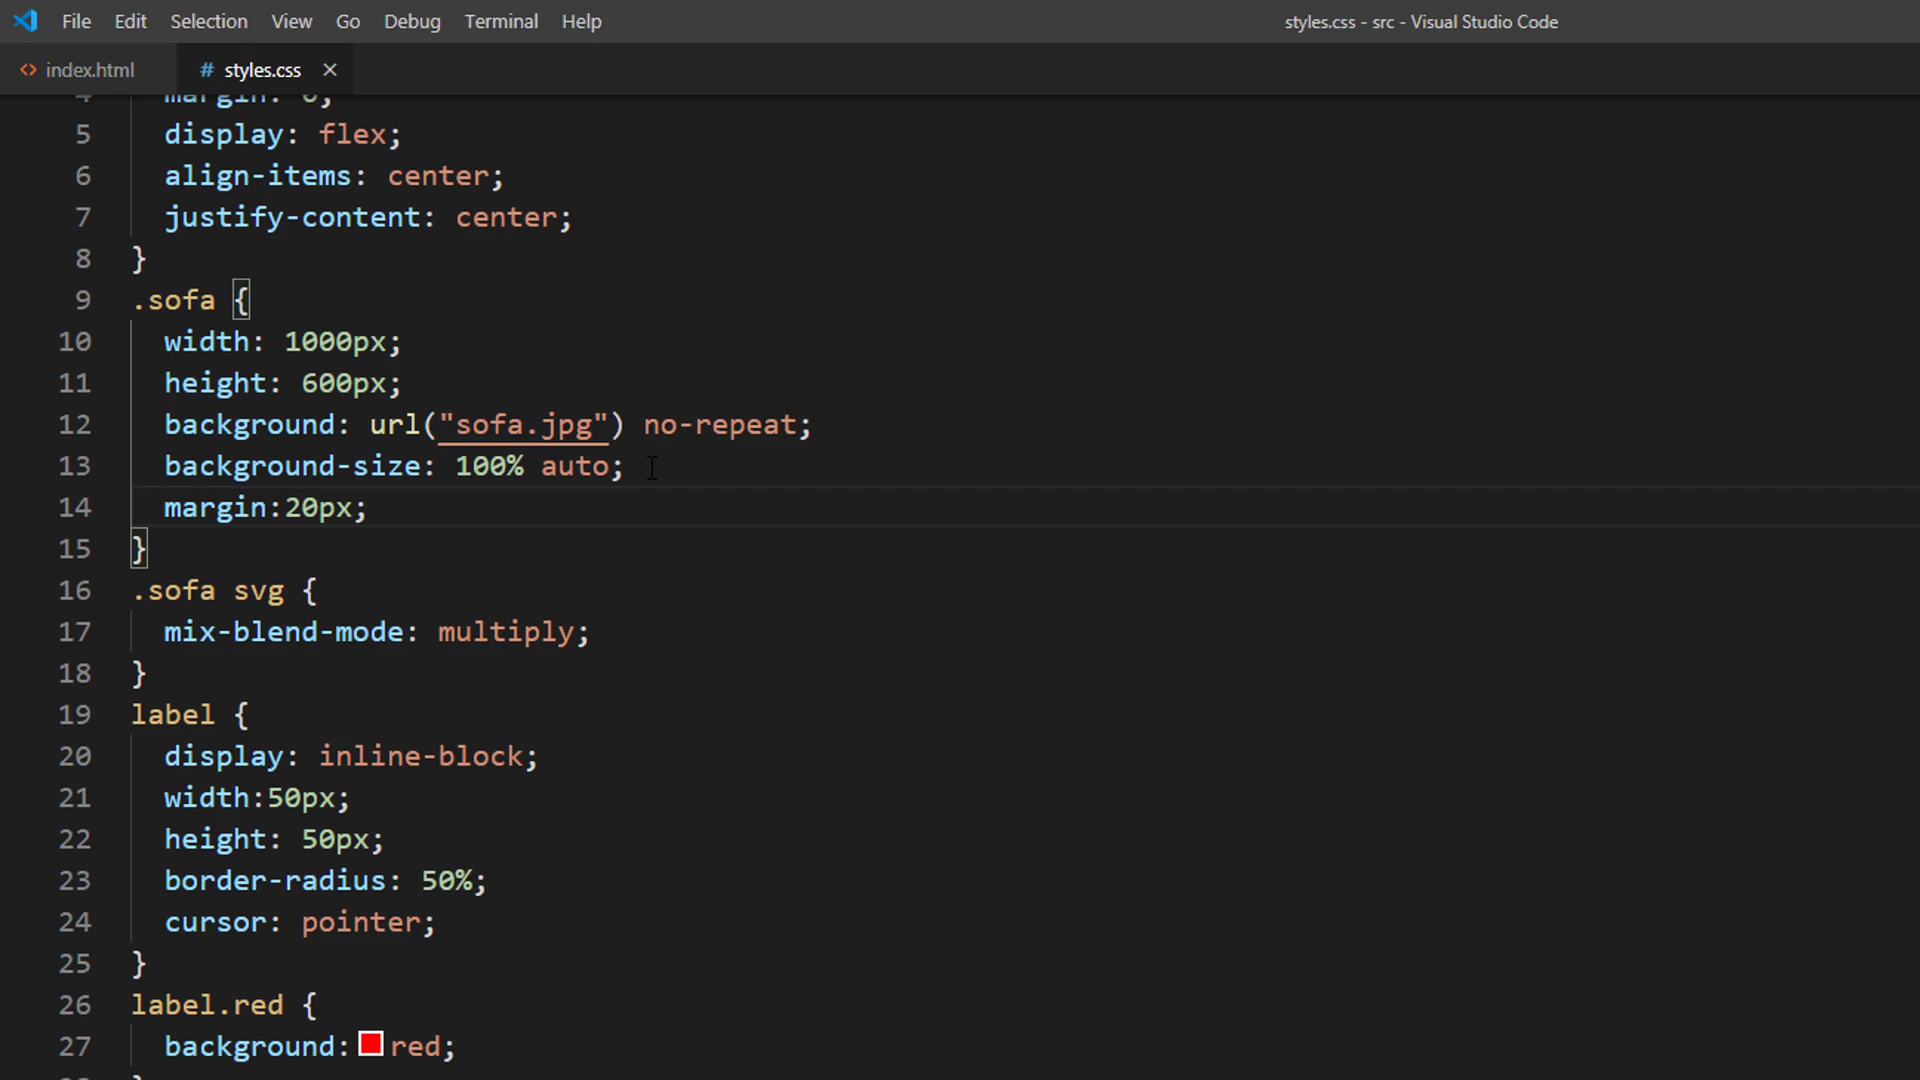 File Edit Selection View Go Debug Terminal Help styles.css - src - Visual Studio Code
index.html # styles.css ×
4 margin: 0;
5 display: flex;
6 align-items: center;
7 justify-content: center;
8 }
9 .sofa {
10 width: 1000px;
11 height: 600px;
12 background: url("sofa.jpg") no-repeat;
13 background-size: 100% auto;
14 margin:20px;
15 }
16 .sofa svg {
17 mix-blend-mode: multiply;
18 }
19 label {
20 display: inline-block;
21 width:50px;
22 height: 50px;
23 border-radius: 50%;
24 cursor: pointer;
25 }
26 label.red {
27 background: red;